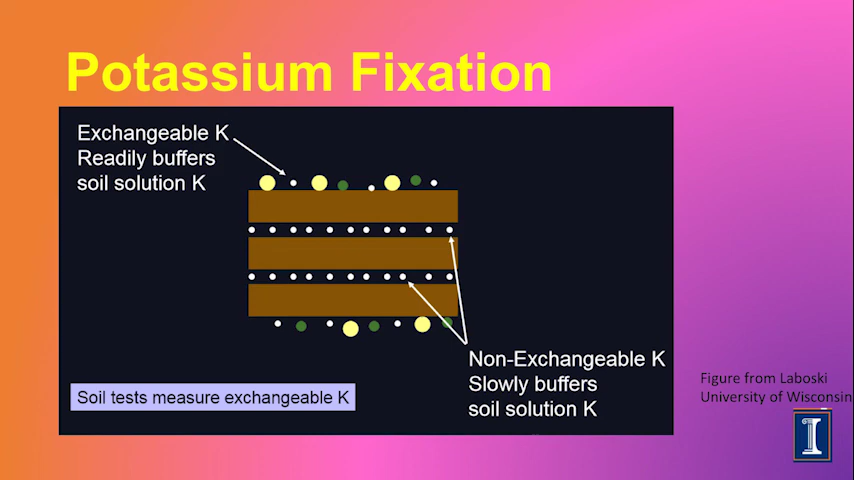 Potassium Fixation
Exchangeable K
Readily buffers
soil solution K
Non-Exchangeable K
Slowly buffers
soil solution K
Soil tests measure exchangeable K
Figure from Laboski
University of Wisconsin
I